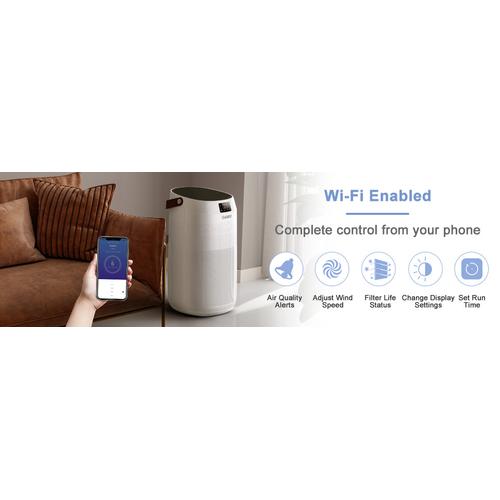 Wi-Fi Enabled
Complete control from your phone
Air Quality
Alerts
Adjust Wind
Speed
Filter Life
Status
Change Display
Settings
Set Run
Time